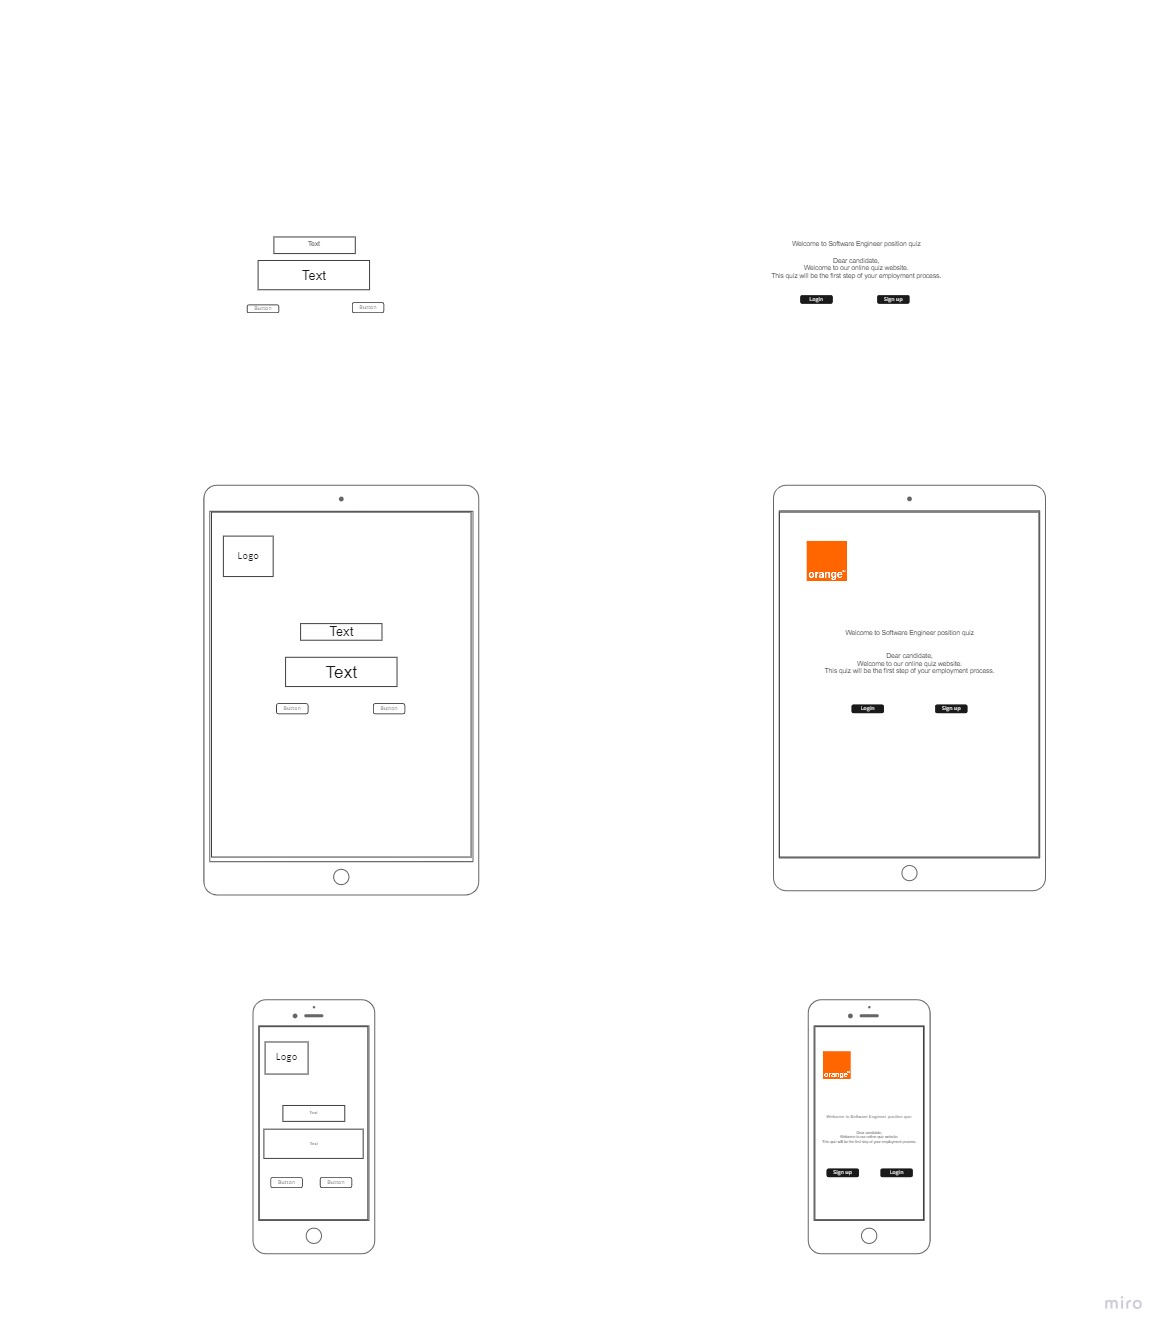 Text
Text
Button
Button
Welcome to Software Engineer position quiz
Dear candidate,
Welcome to our online quiz website.
This quiz will be the first step of your employment process.
Login
Sign up
Logo
Text
Text
Button
Button
orange™
Welcome to Software Engineer position quiz
Dear candidate,
Welcome to our online quiz website.
This quiz will be the first step of your employment process.
Login
Sign up
Logo
Text
Text
Button
Button
orange™
Welcome to Software Engineer position quiz
Dear candidate,
Welcome to our online quiz website.
This quiz will be the first step of your employment process.
Sign up
Login
miro